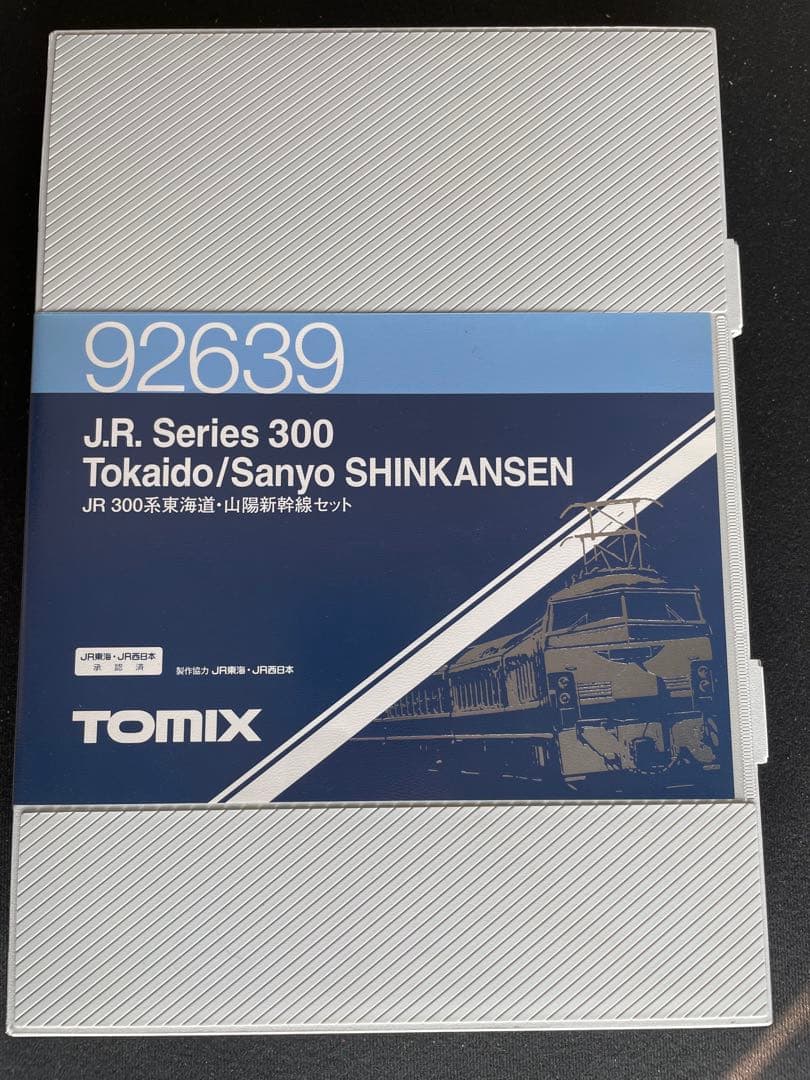 92639
J.R. Series 300
Tokaido/Sanyo SHINKANSEN
JR 300系東海道・山陽新幹線セット
JR東海・JR西日本
承認済
製作協力 JR東海・JR西日本
TOMIX